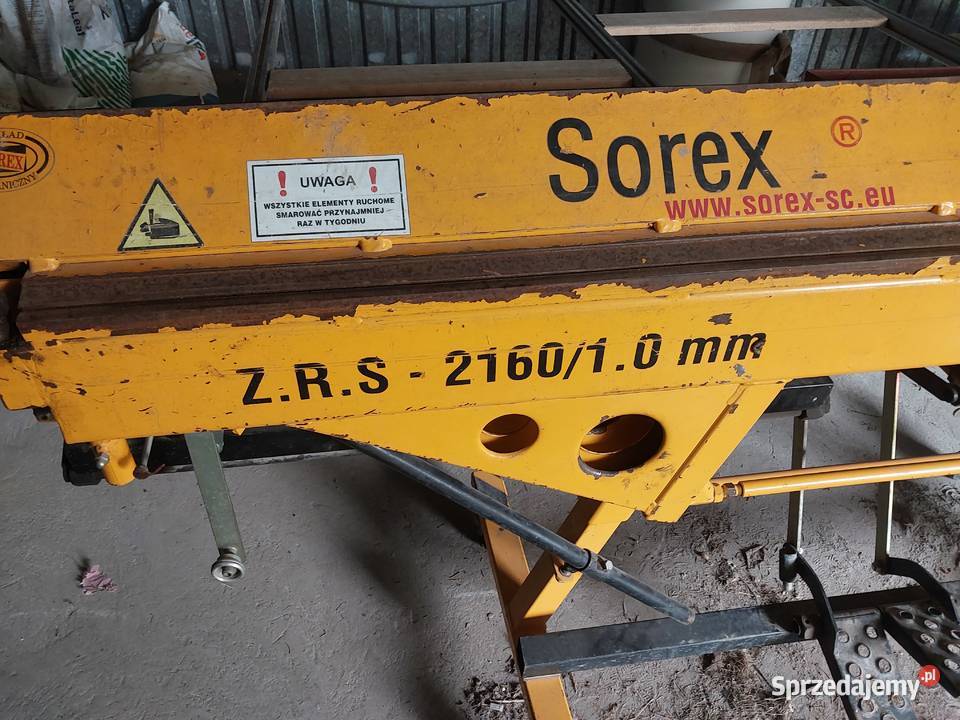 Sorex ®
www.sorex-sc.eu
! UWAGA !
WSZYSTKIE ELEMENTY RUCHOME
SMAROWAĆ PRZYNAJMNIEJ
RAZ W TYGODNIU
Z.R.S - 2160/1.0 mm
Sprzedajemy.pl